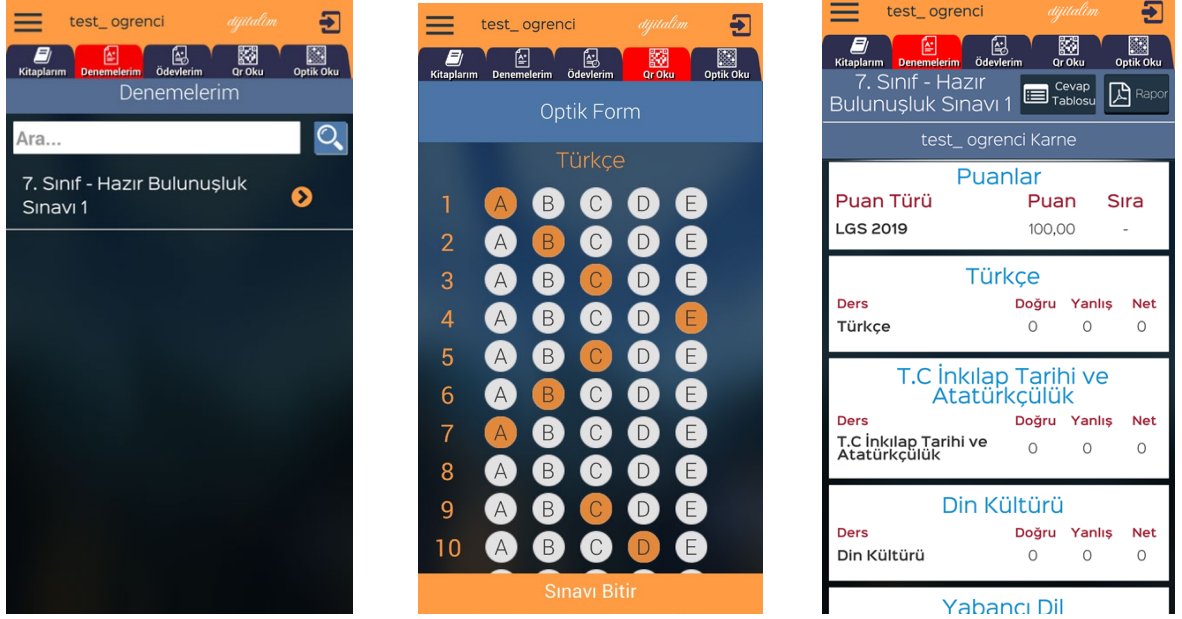 test_ ogrenci
dijitalim
Kitaplarım Denemelerim Ödevlerim Qr Oku Optik Oku
Denemelerim
Ara...
7. Sınıf - Hazır Bulunuşluk
Sınavı 1
test_ ogrenci
dijitalim
Kitaplarım Denemelerim Ödevlerim Qr Oku Optik Oku
Optik Form
Türkçe
1 A B C D E
2 A B C D E
3 A B C D E
4 A B C D E
5 A B C D E
6 A B C D E
7 A B C D E
8 A B C D E
9 A B C D E
10 A B C D E
Sınavı Bitir
test_ ogrenci
dijitalim
Kitaplarım Denemelerim Ödevlerim Qr Oku Optik Oku
7. Sınıf - Hazır
Bulunuşluk Sınavı 1
Cevap
Tablosu
Rapor
test_ ogrenci Karne
Puanlar
Puan Türü Puan Sıra
LGS 2019 100,00 -
Türkçe
Ders Doğru Yanlış Net
Türkçe 0 0 0
T.C İnkılap Tarihi ve
Atatürkçülük
Ders Doğru Yanlış Net
T.C İnkılap Tarihi ve
Atatürkçülük 0 0 0
Din Kültürü
Ders Doğru Yanlış Net
Din Kültürü 0 0 0
Yabancı Dil